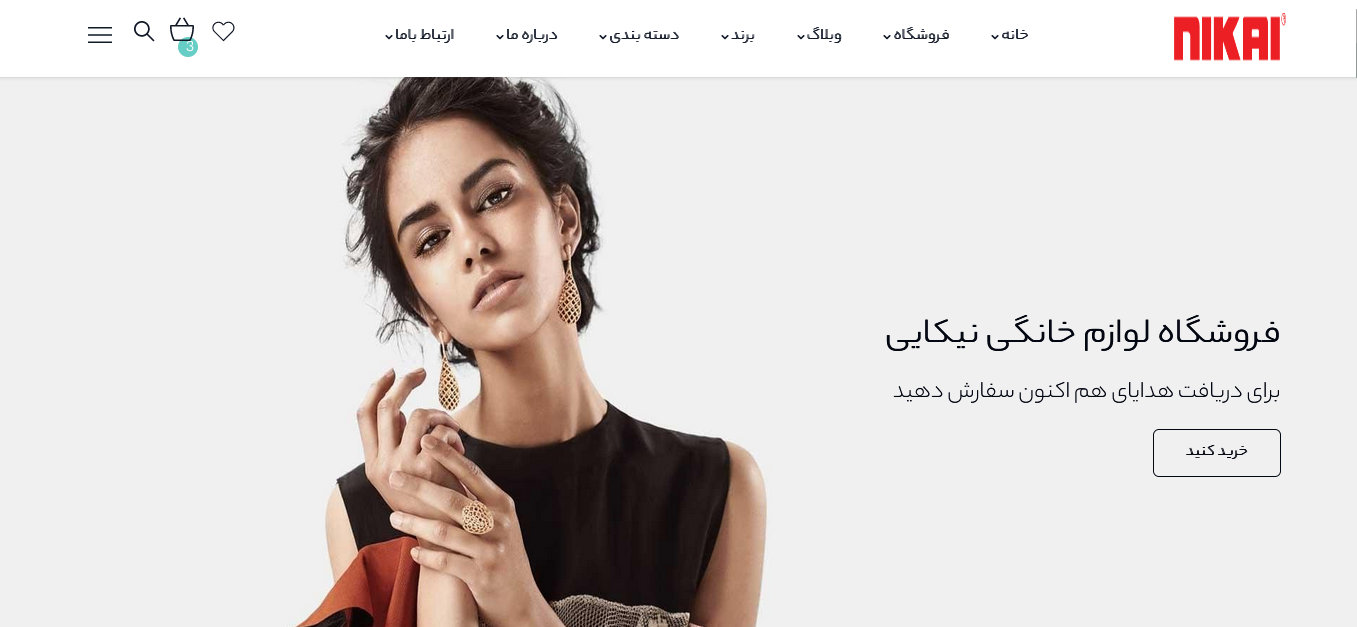 NIKAI
خانه
فروشگاه
وبلاگ
برند
دسته بندی
درباره ما
ارتباط باما
3
فروشگاه لوازم خانگی نیکایی
برای دریافت هدایای هم اکنون سفارش دهید
خرید کنید